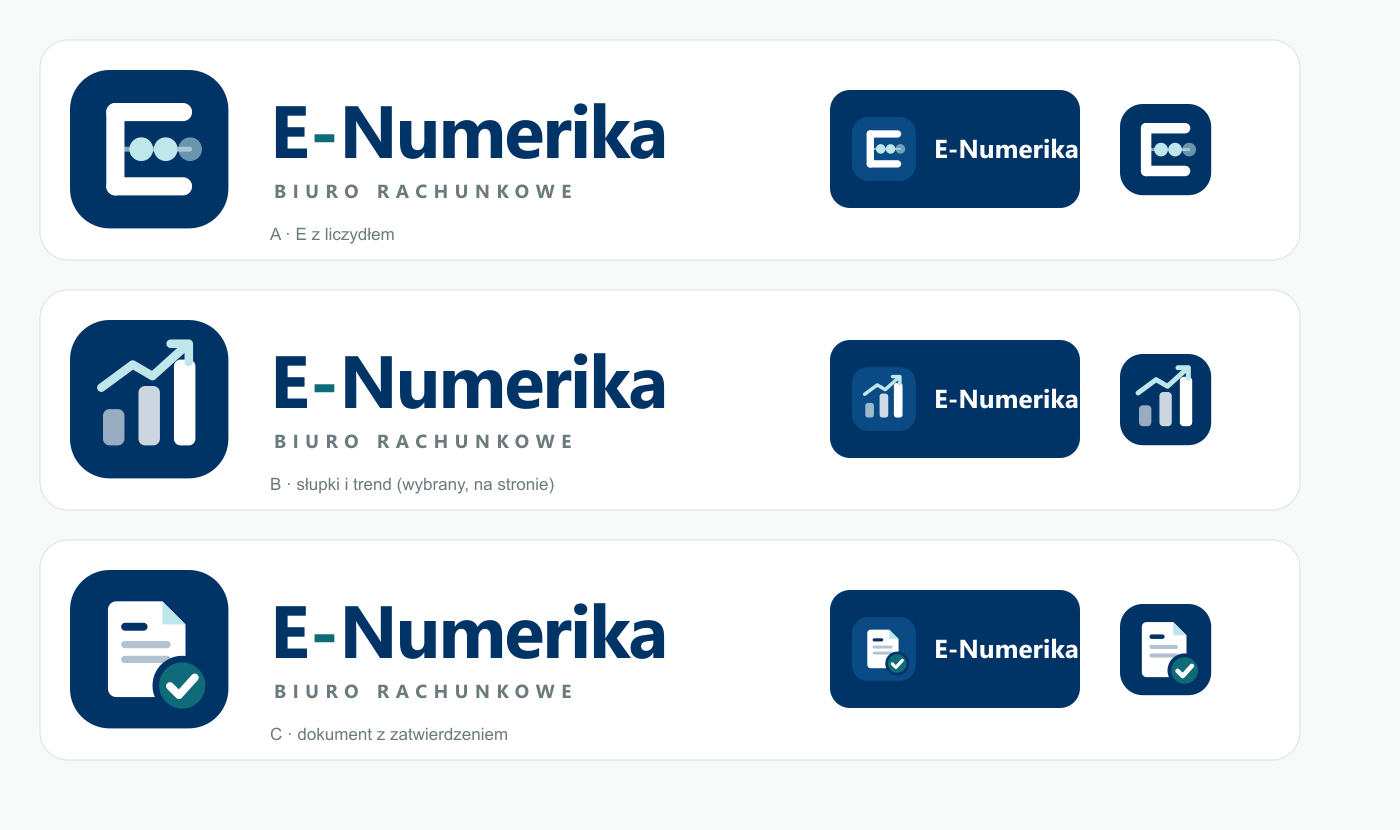 E-Numerika
BIURO RACHUNKOWE
A · E z liczydłem
E-Numerika
E-Numerika
BIURO RACHUNKOWE
B · słupki i trend (wybrany, na stronie)
E-Numerika
E-Numerika
BIURO RACHUNKOWE
C · dokument z zatwierdzeniem
E-Numerika